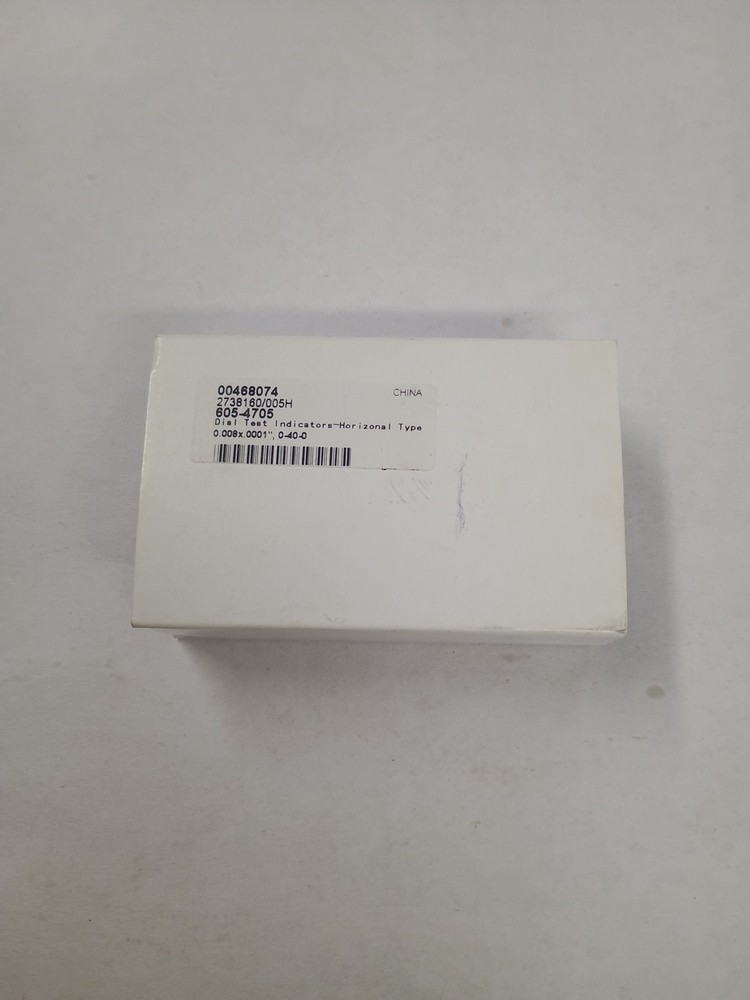 00468074
CHINA
2738160/005H
605-4705
Dial Test Indicators-Horizonal Type
0.008x.0001", 0-40-0